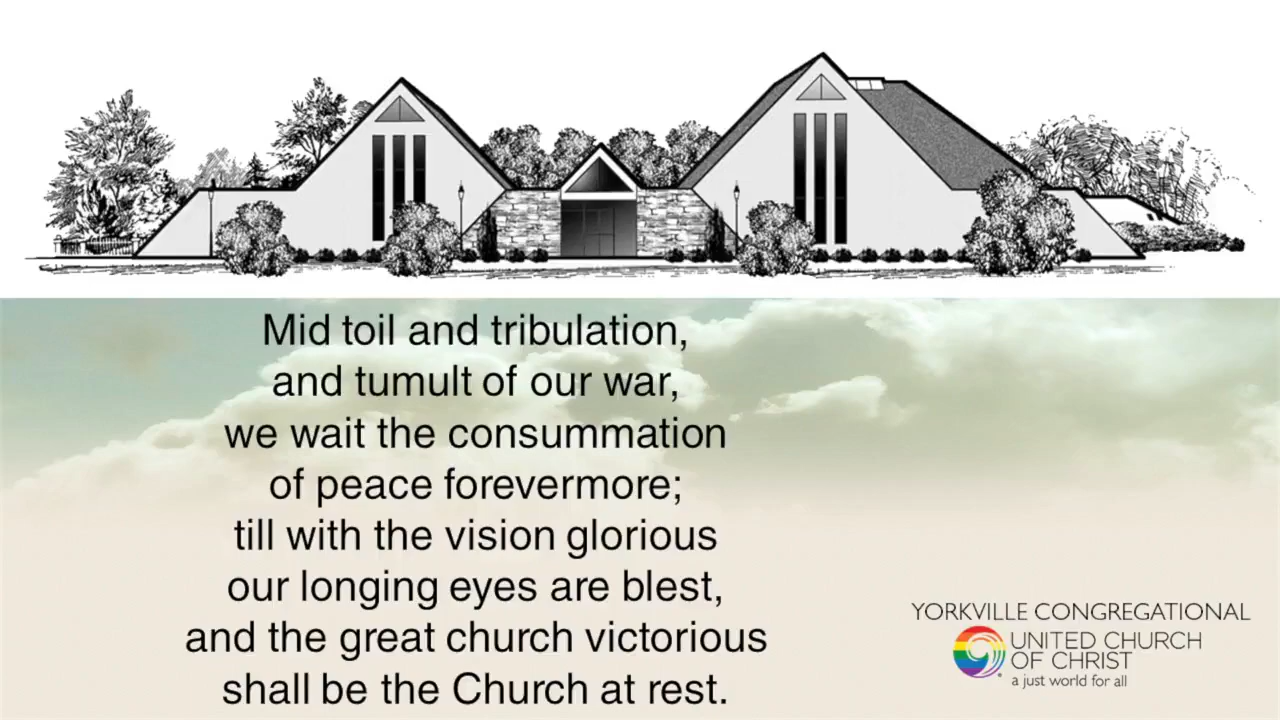 Mid toil and tribulation,
and tumult of our war,
we wait the consummation
of peace forevermore;
till with the vision glorious
our longing eyes are blest,
and the great church victorious
shall be the Church at rest.
YORKVILLE CONGREGATIONAL
UNITED CHURCH
OF CHRIST
a just world for all